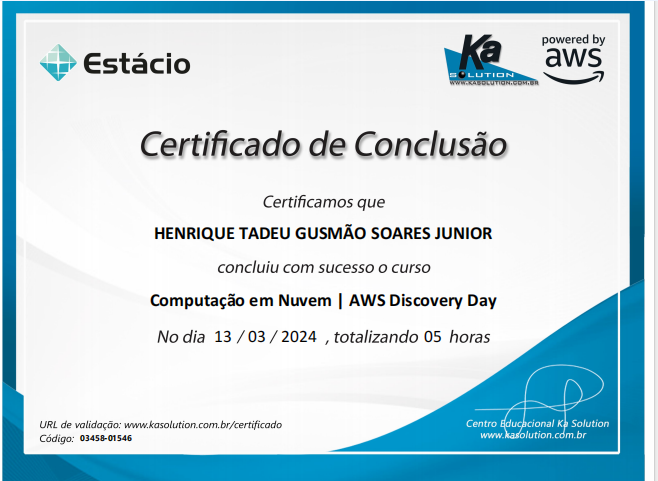 Estácio
Ka
SOLUTION
WWW.KASOLUTION.COM.BR
powered by
aws
Certificado de Conclusão
Certificamos que
HENRIQUE TADEU GUSMÃO SOARES JUNIOR
concluiu com sucesso o curso
Computação em Nuvem | AWS Discovery Day
No dia 13 / 03 / 2024 , totalizando 05 horas
URL de validação: www.kasolution.com.br/certificado
Código: 03458-01546
Centro Educacional Ka Solution
www.kasolution.com.br